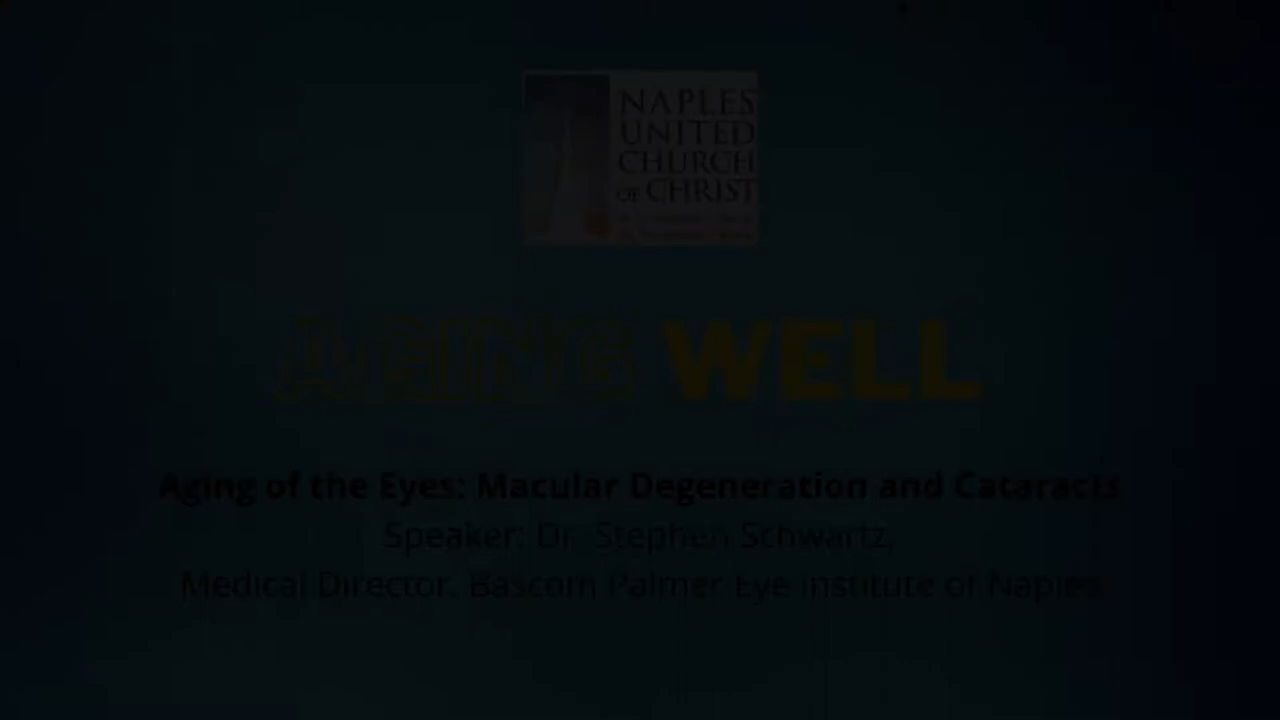 NAPLES
UNITED
CHURCH
OF CHRIST
AGING WELL
Aging of the Eyes: Macular Degeneration and Cataracts
Speaker: Dr. Stephen Schwartz,
Medical Director, Bascom Palmer Eye institute of Naples